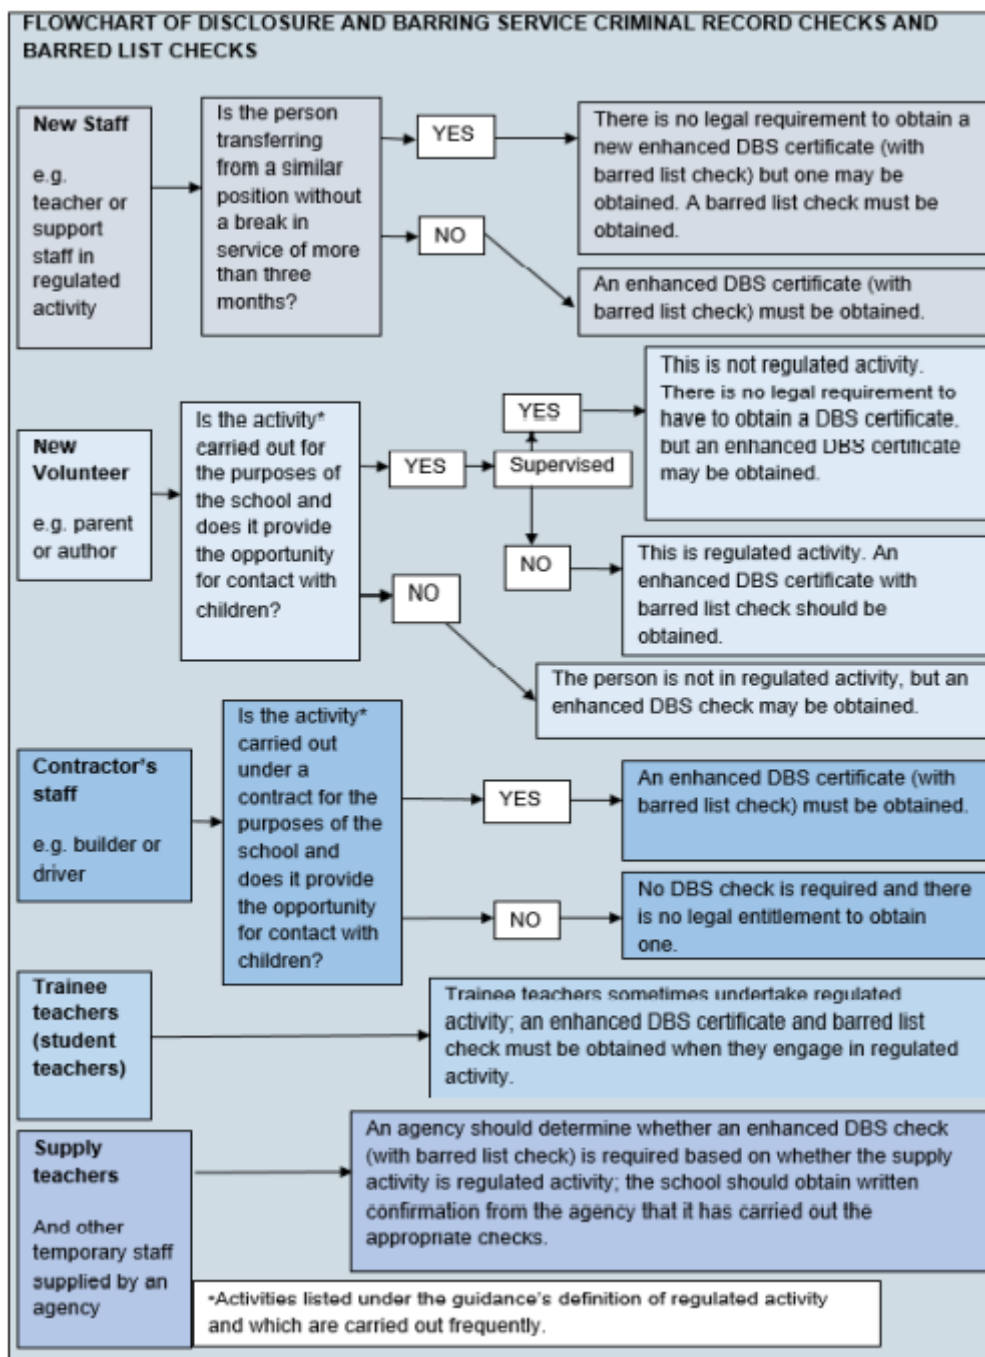 FLOWCHART OF DISCLOSURE AND BARRING SERVICE CRIMINAL RECORD CHECKS AND
BARRED LIST CHECKS
New Staff
e.g.
teacher or
support
staff in
regulated
activity
Is the person
transferring
from a similar
position without
a break in
service of more
than three
months?
YES
There is no legal requirement to obtain a
new enhanced DBS certificate (with
barred list check) but one may be
obtained. A barred list check must be
obtained.
NO
An enhanced DBS certificate (with
barred list check) must be obtained.
New
Volunteer
e.g. parent
or author
Is the activity*
carried out for
the purposes of
the school and
does it provide
the opportunity
for contact with
children?
YES
Supervised
YES
This is not regulated activity.
There is no legal requirement to
have to obtain a DBS certificate,
but an enhanced DBS certificate
may be obtained.
NO
This is regulated activity. An
enhanced DBS certificate with
barred list check should be
obtained.
NO
The person is not in regulated activity, but an
enhanced DBS check may be obtained.
Contractor's
staff
e.g. builder or
driver
Is the activity*
carried out
under a
contract for the
purposes of the
school and
does it provide
the opportunity
for contact with
children?
YES
An enhanced DBS certificate (with
barred list check) must be obtained.
NO
No DBS check is required and there
is no legal entitlement to obtain
one.
Trainee
teachers
(student
teachers)
Trainee teachers sometimes undertake regulated
activity; an enhanced DBS certificate and barred list
check must be obtained when they engage in regulated
activity.
Supply
teachers
And other
temporary staff
supplied by an
agency
An agency should determine whether an enhanced DBS check
(with barred list check) is required based on whether the supply
activity is regulated activity; the school should obtain written
confirmation from the agency that it has carried out the
appropriate checks.
*Activities listed under the guidance's definition of regulated activity
and which are carried out frequently.